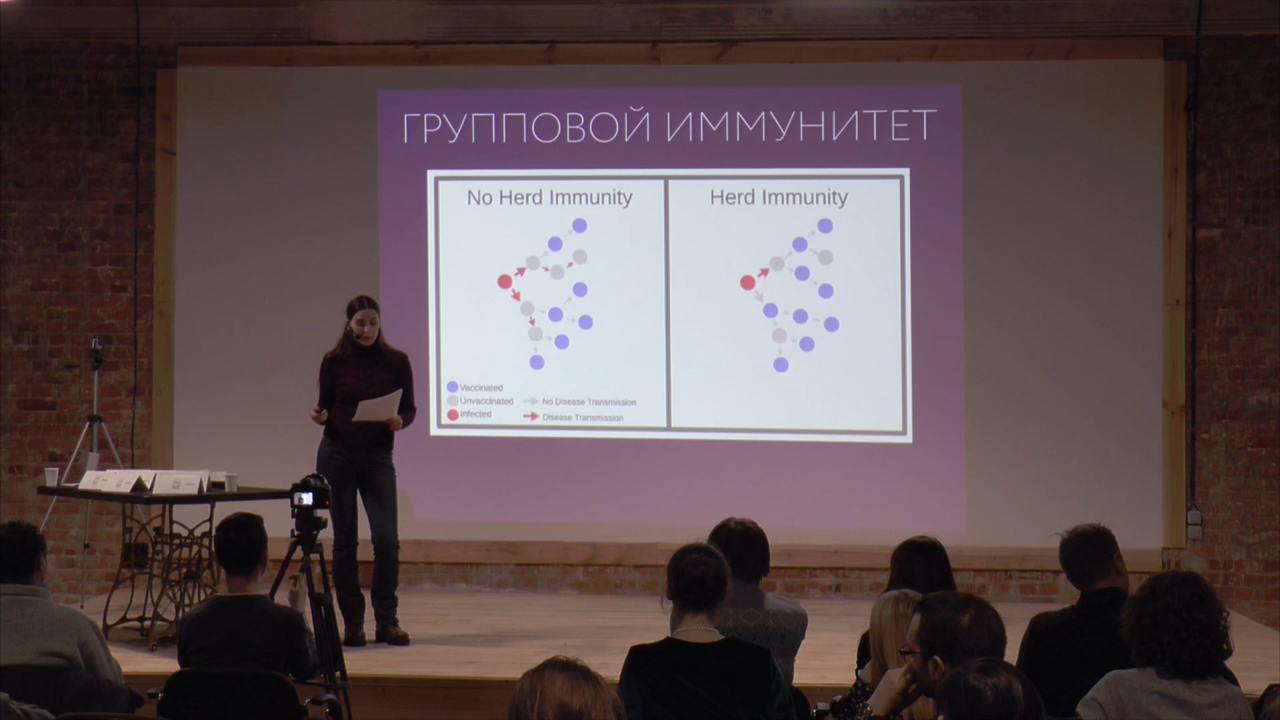 ГРУППОВОЙ ИММУНИТЕТ
No Herd Immunity
Herd Immunity
Vaccinated
Unvaccinated
Infected
No Disease Transmission
Disease Transmission